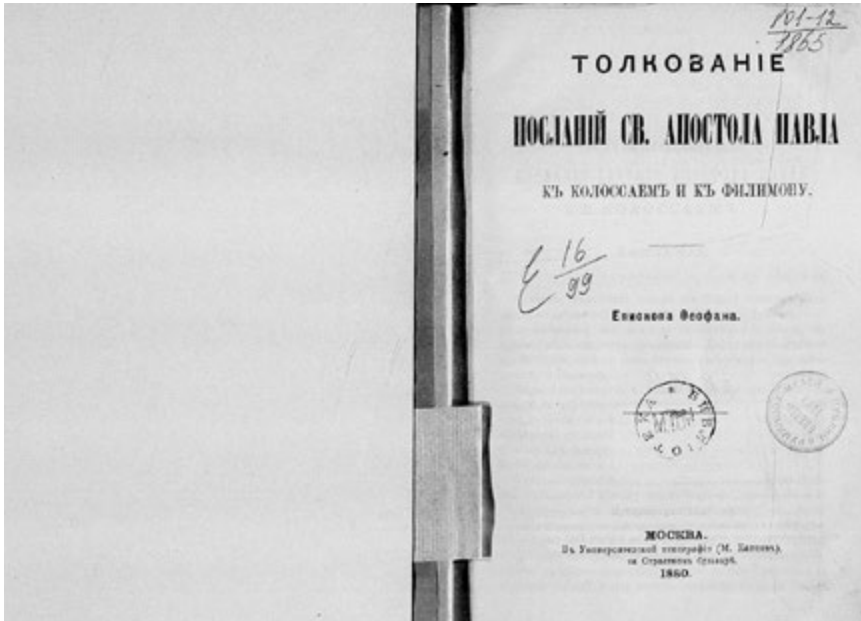 101-12
1865
ТОЛКОВАНІЕ
ПОСЛАНІЙ СВ. АПОСТОЛА ПАВЛА
КЪ КОЛОССАЕМЪ И КЪ ФИЛИМОНУ.
16
99
Епископа Ѳеофана.
БИБЛІОТЕКА
МОСКВА.
Въ Университетской типографіи (М. Катковъ),
на Страстномъ бульварѣ.
1880.